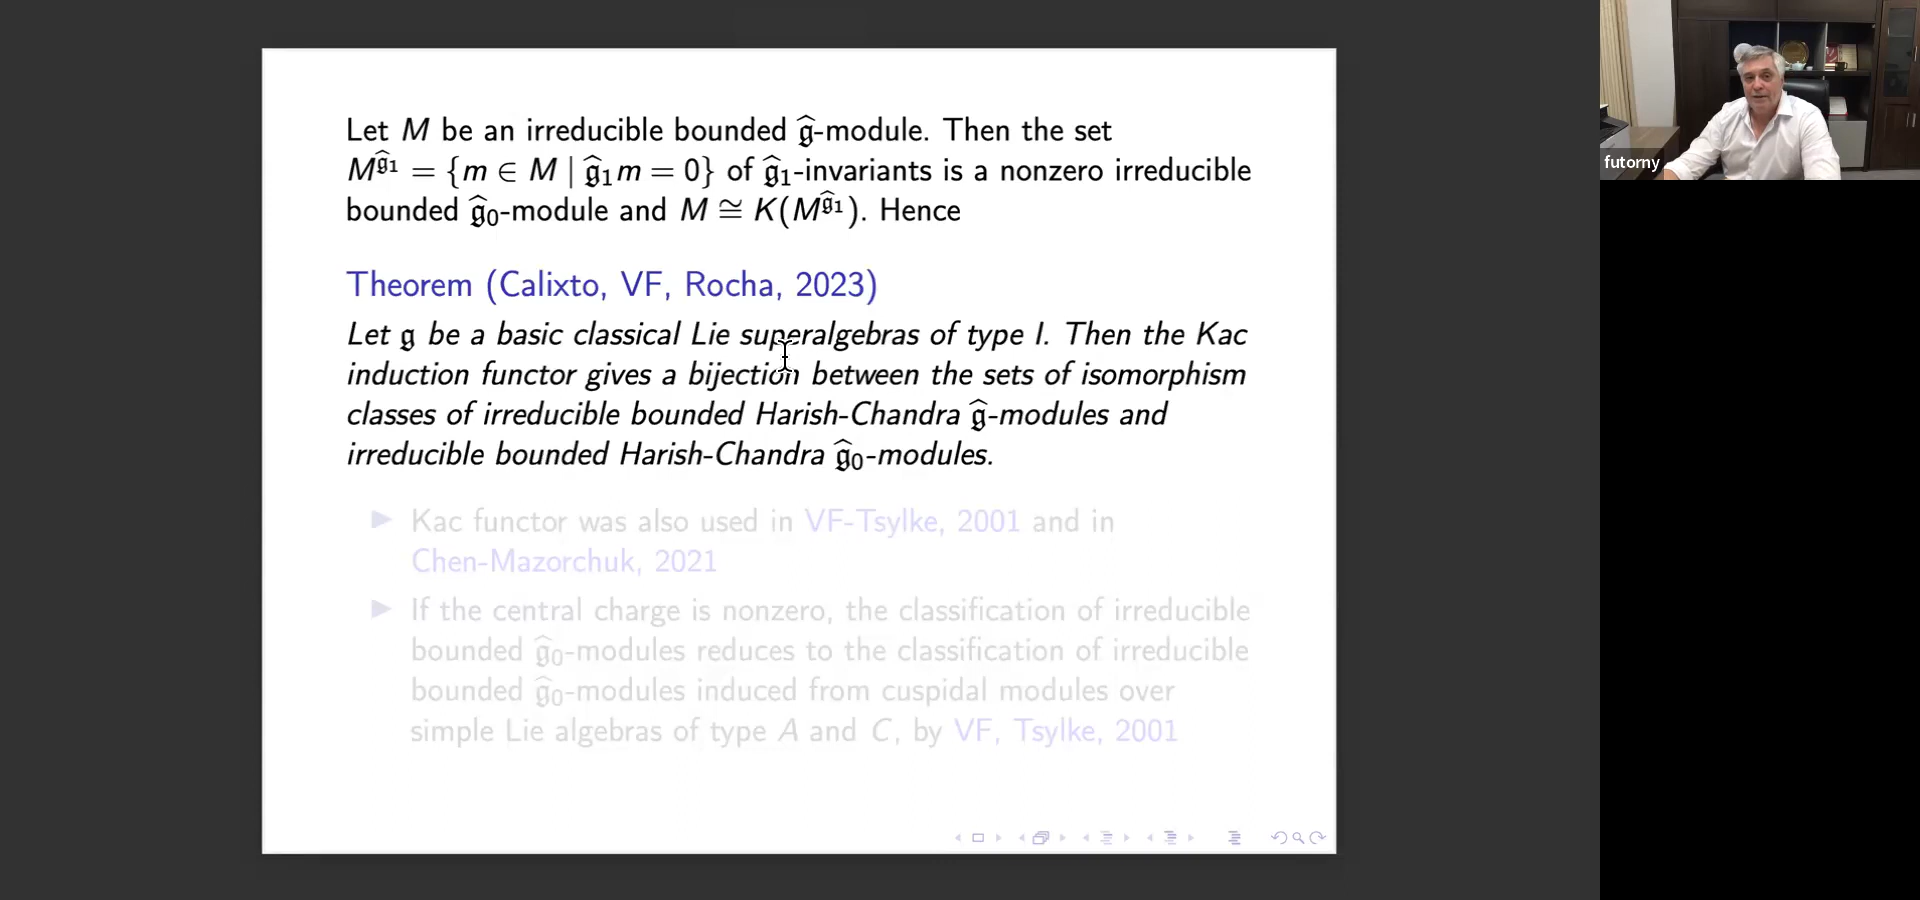 Let M be an irreducible bounded ĝ-module. Then the set
M^ĝ₁ = {m ∈ M | ĝ₁m = 0} of ĝ₁-invariants is a nonzero irreducible
bounded ĝ₀-module and M ≅ K(M^ĝ₁). Hence
Theorem (Calixto, VF, Rocha, 2023)
Let g be a basic classical Lie superalgebras of type I. Then the Kac
induction functor gives a bijection between the sets of isomorphism
classes of irreducible bounded Harish-Chandra ĝ-modules and
irreducible bounded Harish-Chandra ĝ₀-modules.
Kac functor was also used in VF-Tsylke, 2001 and in
Chen-Mazorchuk, 2021
If the central charge is nonzero, the classification of irreducible
bounded ĝ₀-modules reduces to the classification of irreducible
bounded ĝ₀-modules induced from cuspidal modules over
simple Lie algebras of type A and C, by VF, Tsylke, 2001
futorny